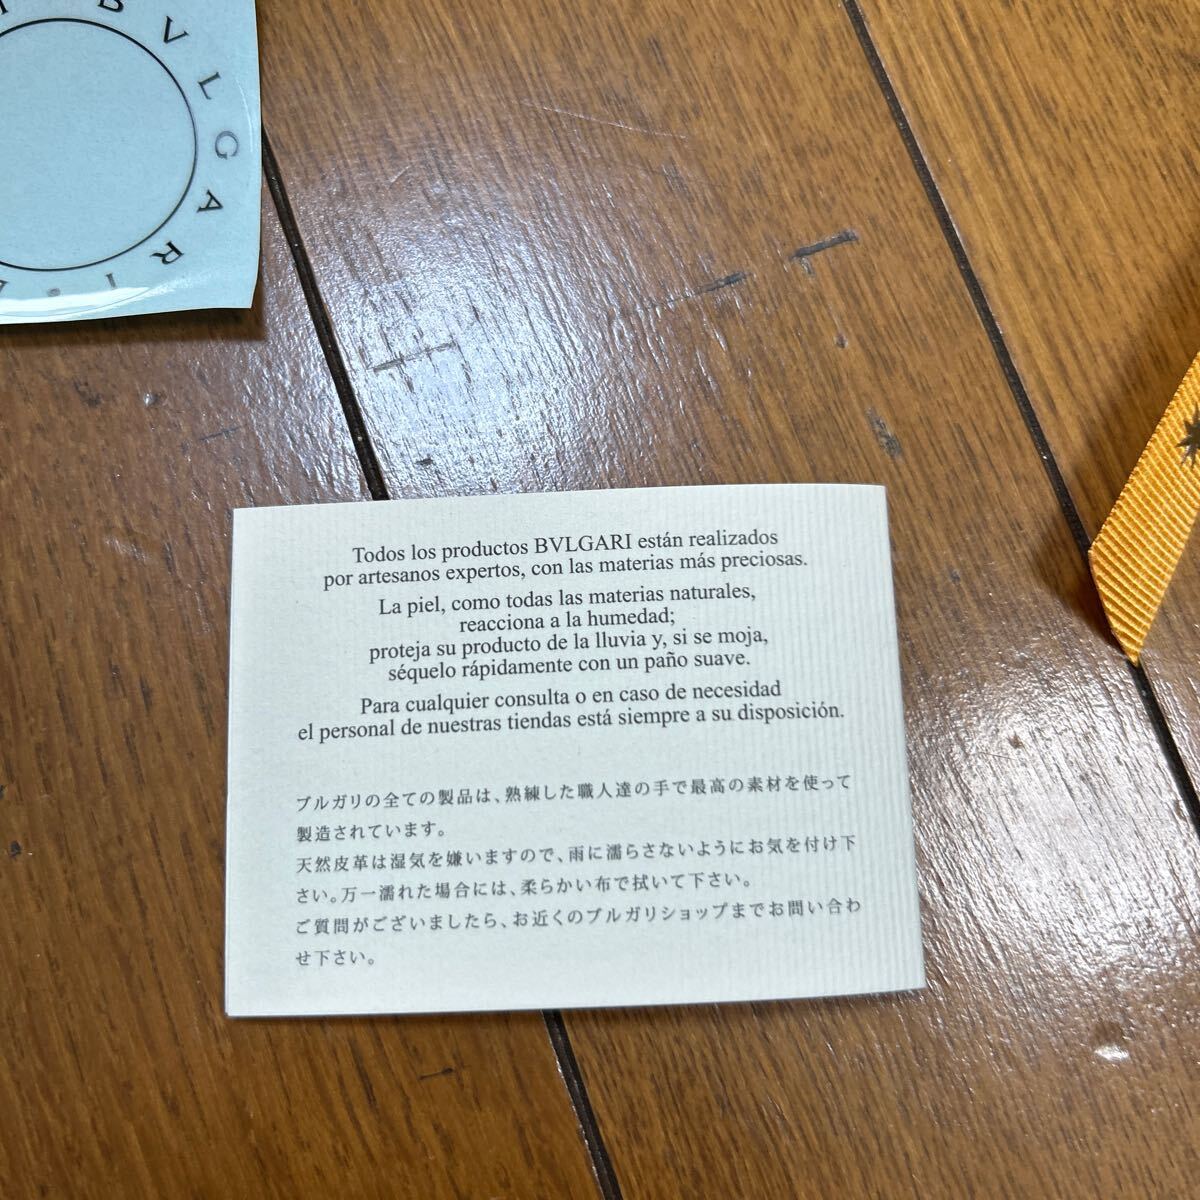 BVLGARI
Todos los productos BVLGARI están realizados
por artesanos expertos, con las materias más preciosas.
La piel, como todas las materias naturales,
reacciona a la humedad;
proteja su producto de la lluvia y, si se moja,
séquelo rápidamente con un paño suave.
Para cualquier consulta o en caso de necesidad
el personal de nuestras tiendas está siempre a su disposición.
ブルガリの全ての製品は、熟練した職人達の手で最高の素材を使って
製造されています。
天然皮革は湿気を嫌いますので、雨に濡らさないようにお気を付け下
さい。万一濡れた場合には、柔らかい布で拭いて下さい。
ご質問がございましたら、お近くのブルガリショップまでお問い合わ
せ下さい。